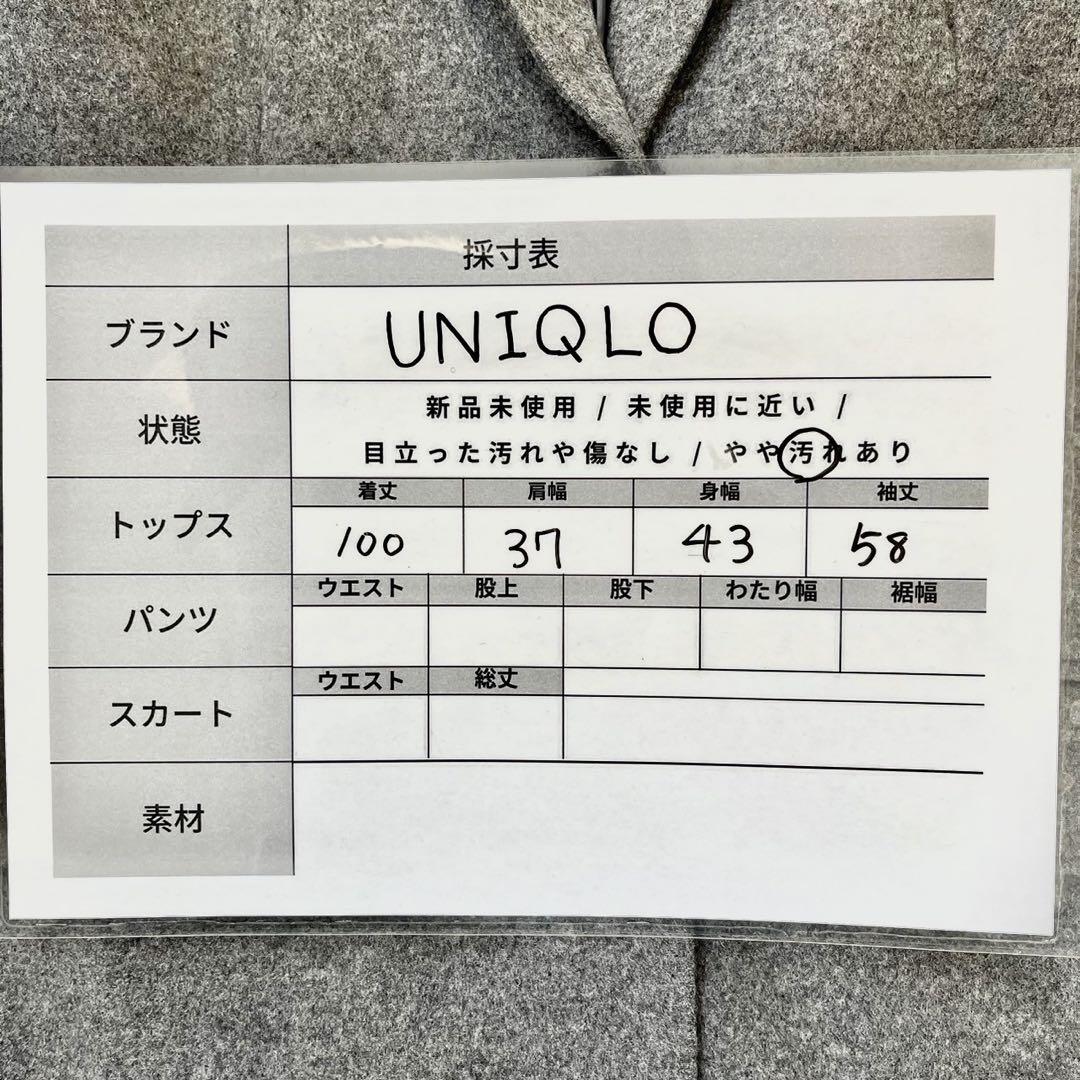 採寸表
ブランド UNIQLO
状態 新品未使用 / 未使用に近い /
目立った汚れや傷なし / やや汚れあり
トップス 着丈 肩幅 身幅 袖丈
100 37 43 58
パンツ ウエスト 股上 股下 わたり幅 裾幅
スカート ウエスト 総丈
素材